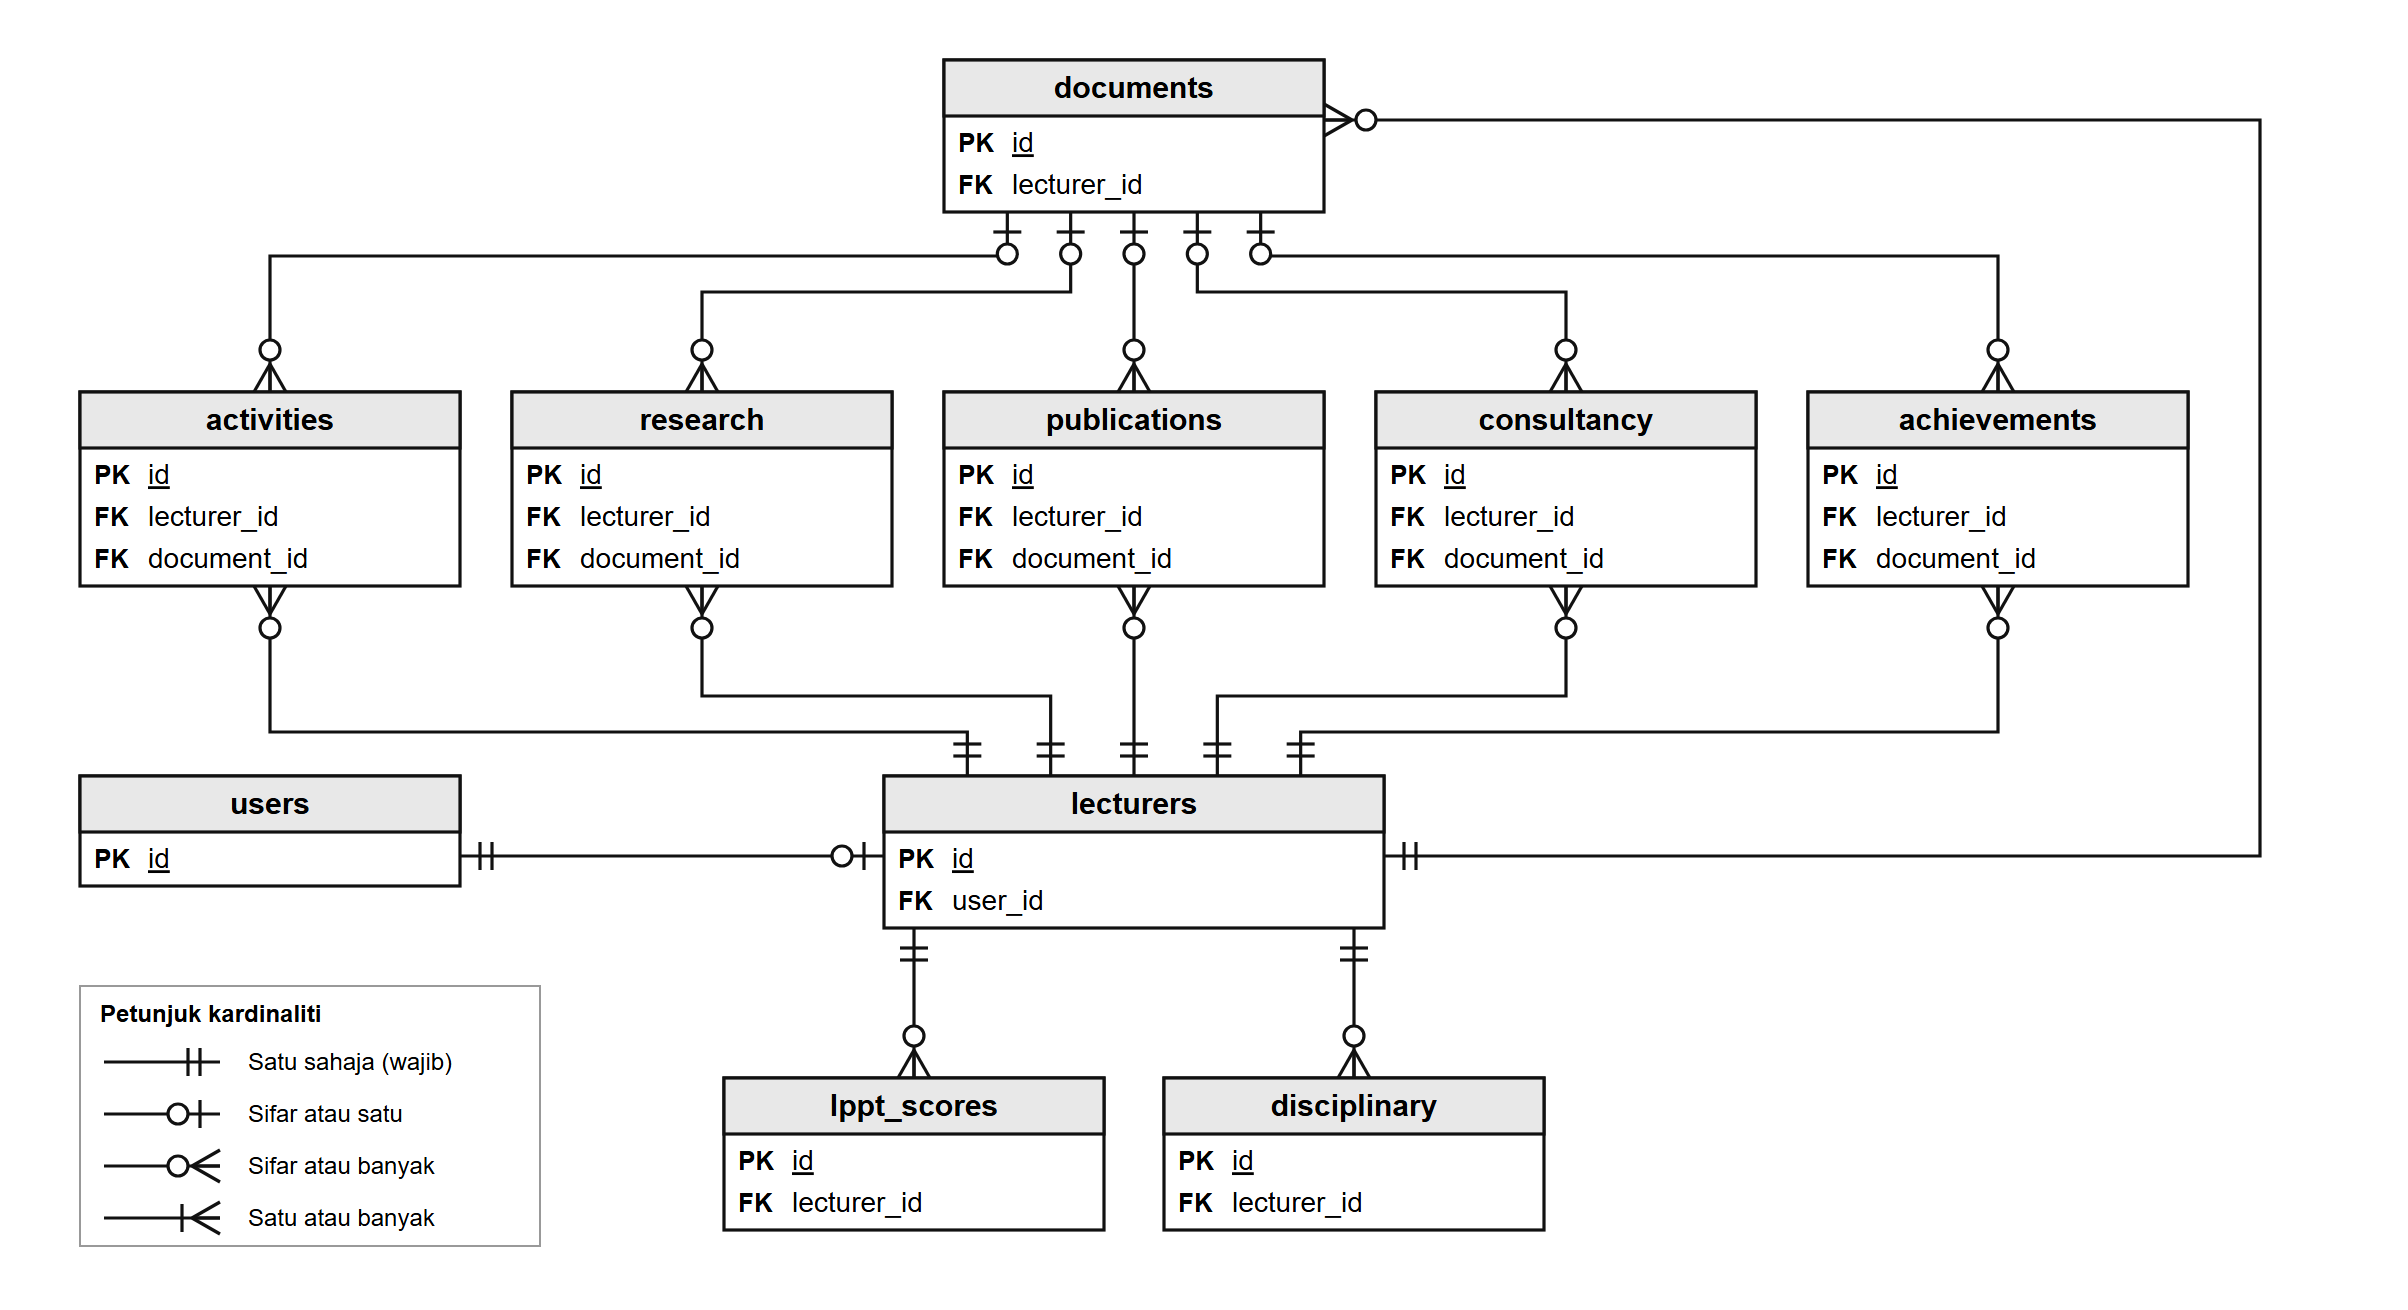 documents
PK id
FK lecturer_id
activities
PK id
FK lecturer_id
FK document_id
research
PK id
FK lecturer_id
FK document_id
publications
PK id
FK lecturer_id
FK document_id
consultancy
PK id
FK lecturer_id
FK document_id
achievements
PK id
FK lecturer_id
FK document_id
users
PK id
lecturers
PK id
FK user_id
Petunjuk kardinaliti
Satu sahaja (wajib)
Sifar atau satu
Sifar atau banyak
Satu atau banyak
lppt_scores
PK id
FK lecturer_id
disciplinary
PK id
FK lecturer_id